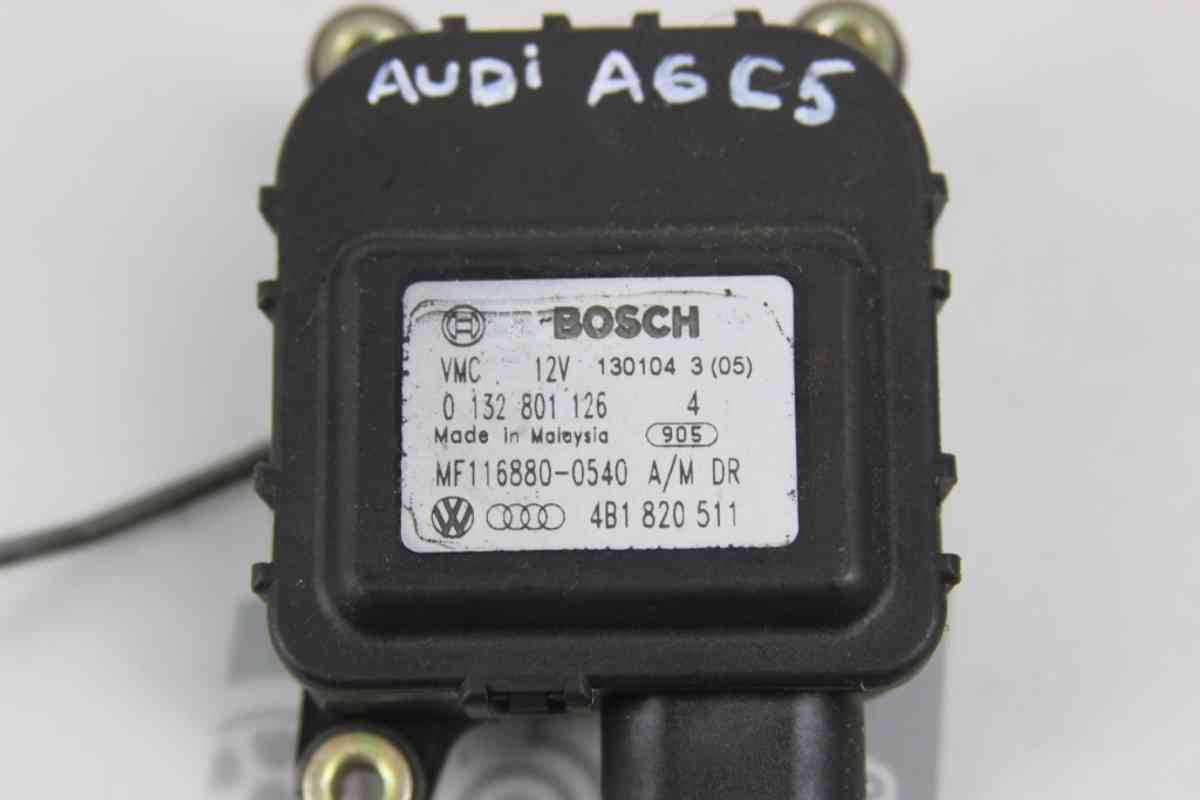 AUDi A6 C5
BOSCH
VMC 12V 130104 3 (05)
0 132 801 126 4
Made in Malaysia 905
MF116880-0540 A/M DR
VW 4B1 820 511